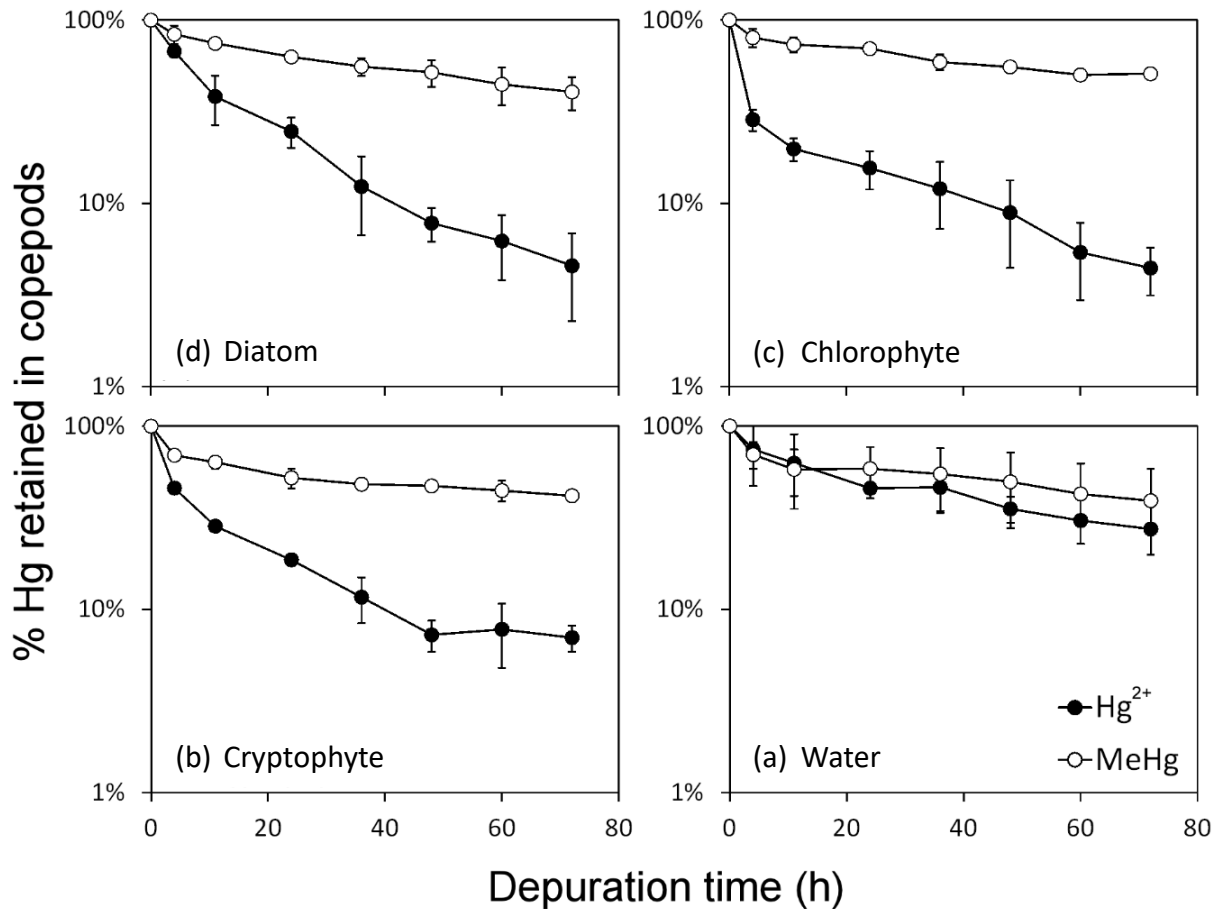 % Hg retained in copepods
100%
10%
1%
(d) Diatom
100%
10%
1%
(c) Chlorophyte
100%
10%
1%
(b) Cryptophyte
0 20 40 60 80
100%
10%
1%
(a) Water
Hg²⁺
MeHg
0 20 40 60 80
Depuration time (h)